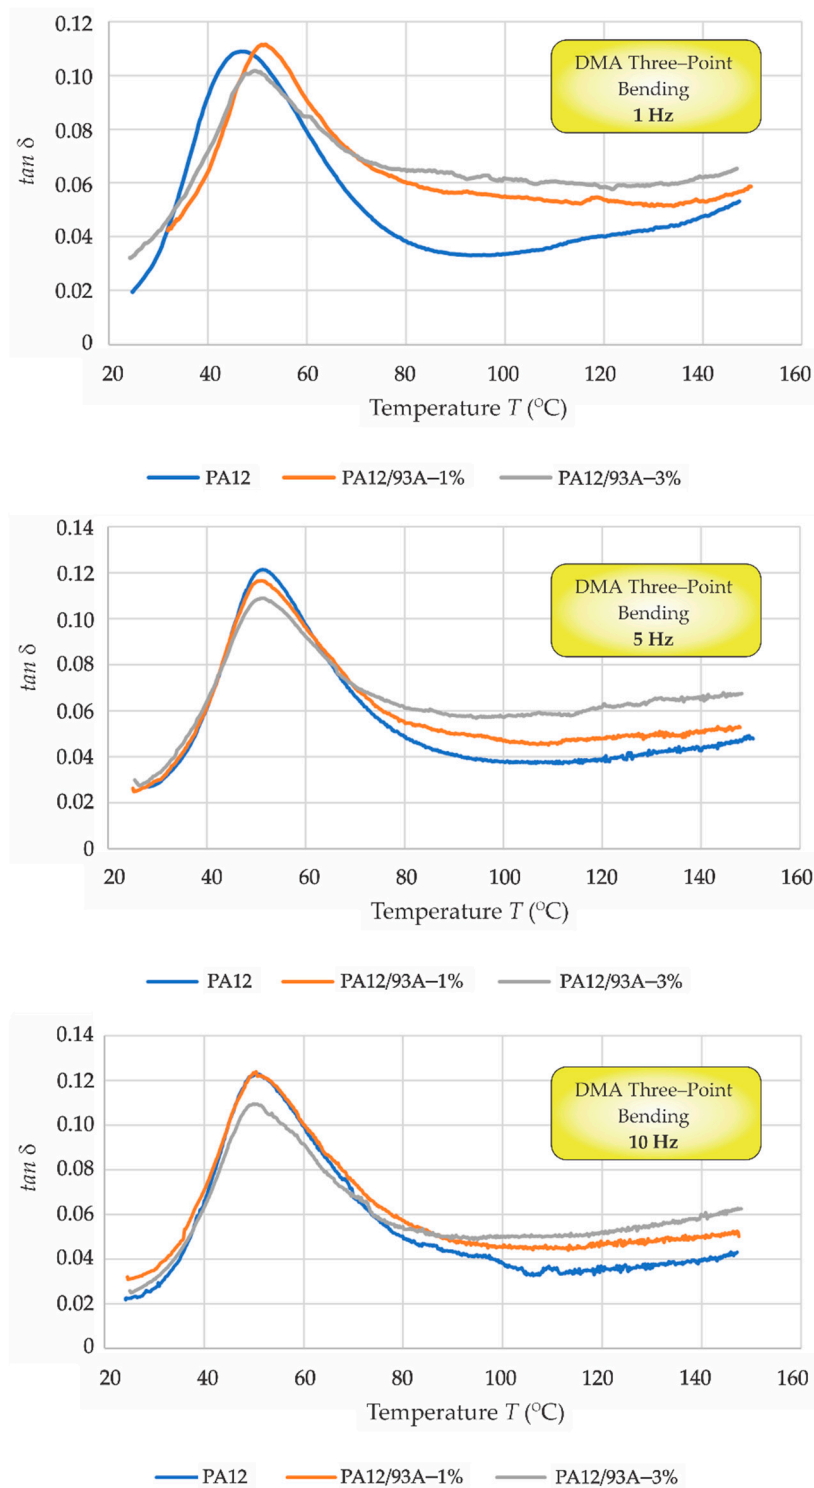 0.12
0.10
0.08
0.06
0.04
0.02
0
tan δ
DMA Three–Point
Bending
1 Hz
20 40 60 80 100 120 140 160
Temperature T (°C)
PA12 PA12/93A–1% PA12/93A–3%
0.14
0.12
0.10
0.08
0.06
0.04
0.02
0
tan δ
DMA Three–Point
Bending
5 Hz
20 40 60 80 100 120 140 160
Temperature T (°C)
PA12 PA12/93A–1% PA12/93A–3%
0.14
0.12
0.10
0.08
0.06
0.04
0.02
0
tan δ
DMA Three–Point
Bending
10 Hz
20 40 60 80 100 120 140 160
Temperature T (°C)
PA12 PA12/93A–1% PA12/93A–3%